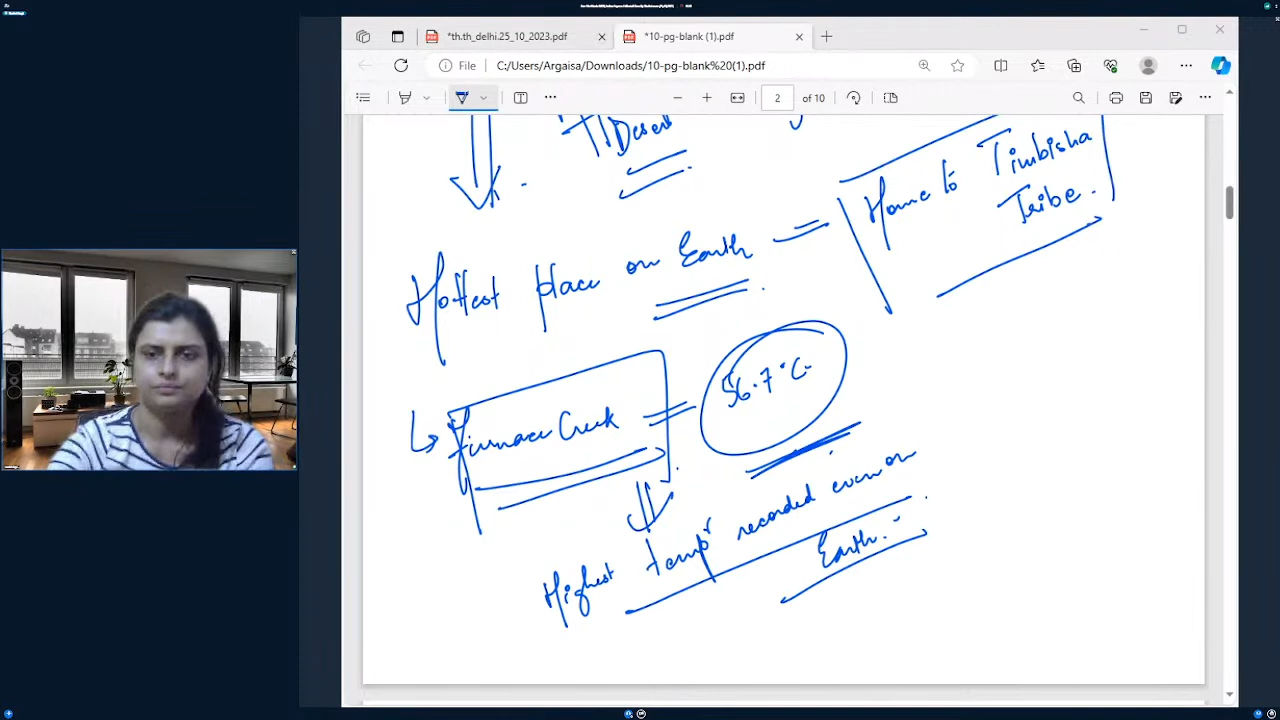 *th.th_delhi.25_10_2023.pdf
*10-pg-blank (1).pdf
File
C:/Users/Argaisa/Downloads/10-pg-blank%20(1).pdf
2 of 10
Desert
Home to Timbisha
Tribe.
Hottest place on Earth
Furnace Creek = 56.7°C
Highest tempr recorded ever on
Earth.